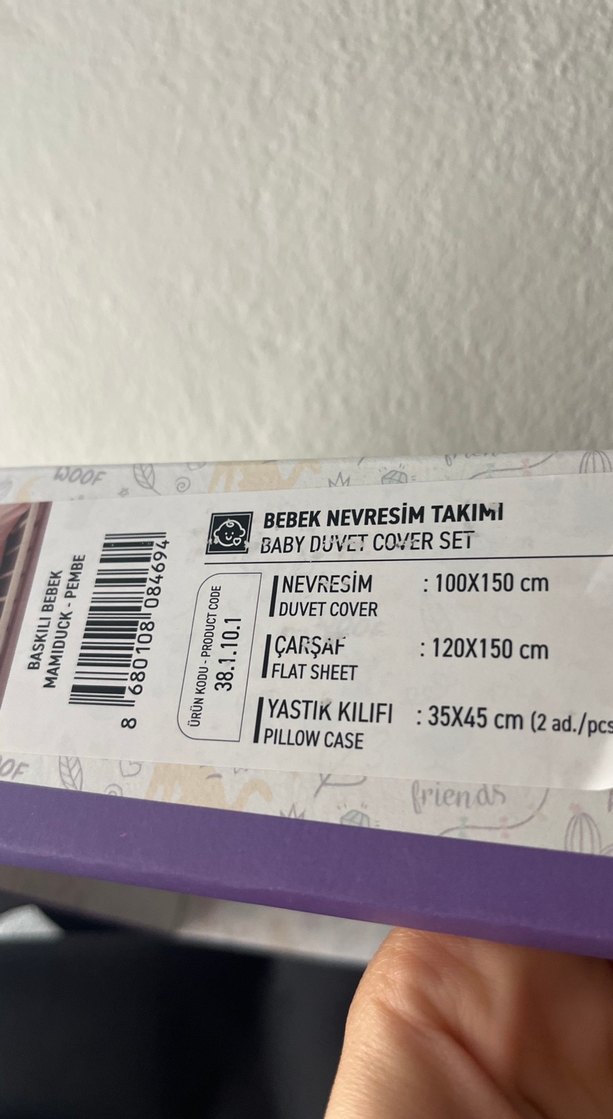 WOOF
BASKILI BEBEK
MAMIDUCK - PEMBE
8 680108 084694
ÜRÜN KODU - PRODUCT CODE
38.1.10.1
BEBEK NEVRESİM TAKIMI
BABY DUVET COVER SET
NEVRESİM : 100X150 cm
DUVET COVER
ÇARŞAF : 120X150 cm
FLAT SHEET
YASTIK KILIFI : 35X45 cm (2 ad./pcs
PILLOW CASE
OF
friends